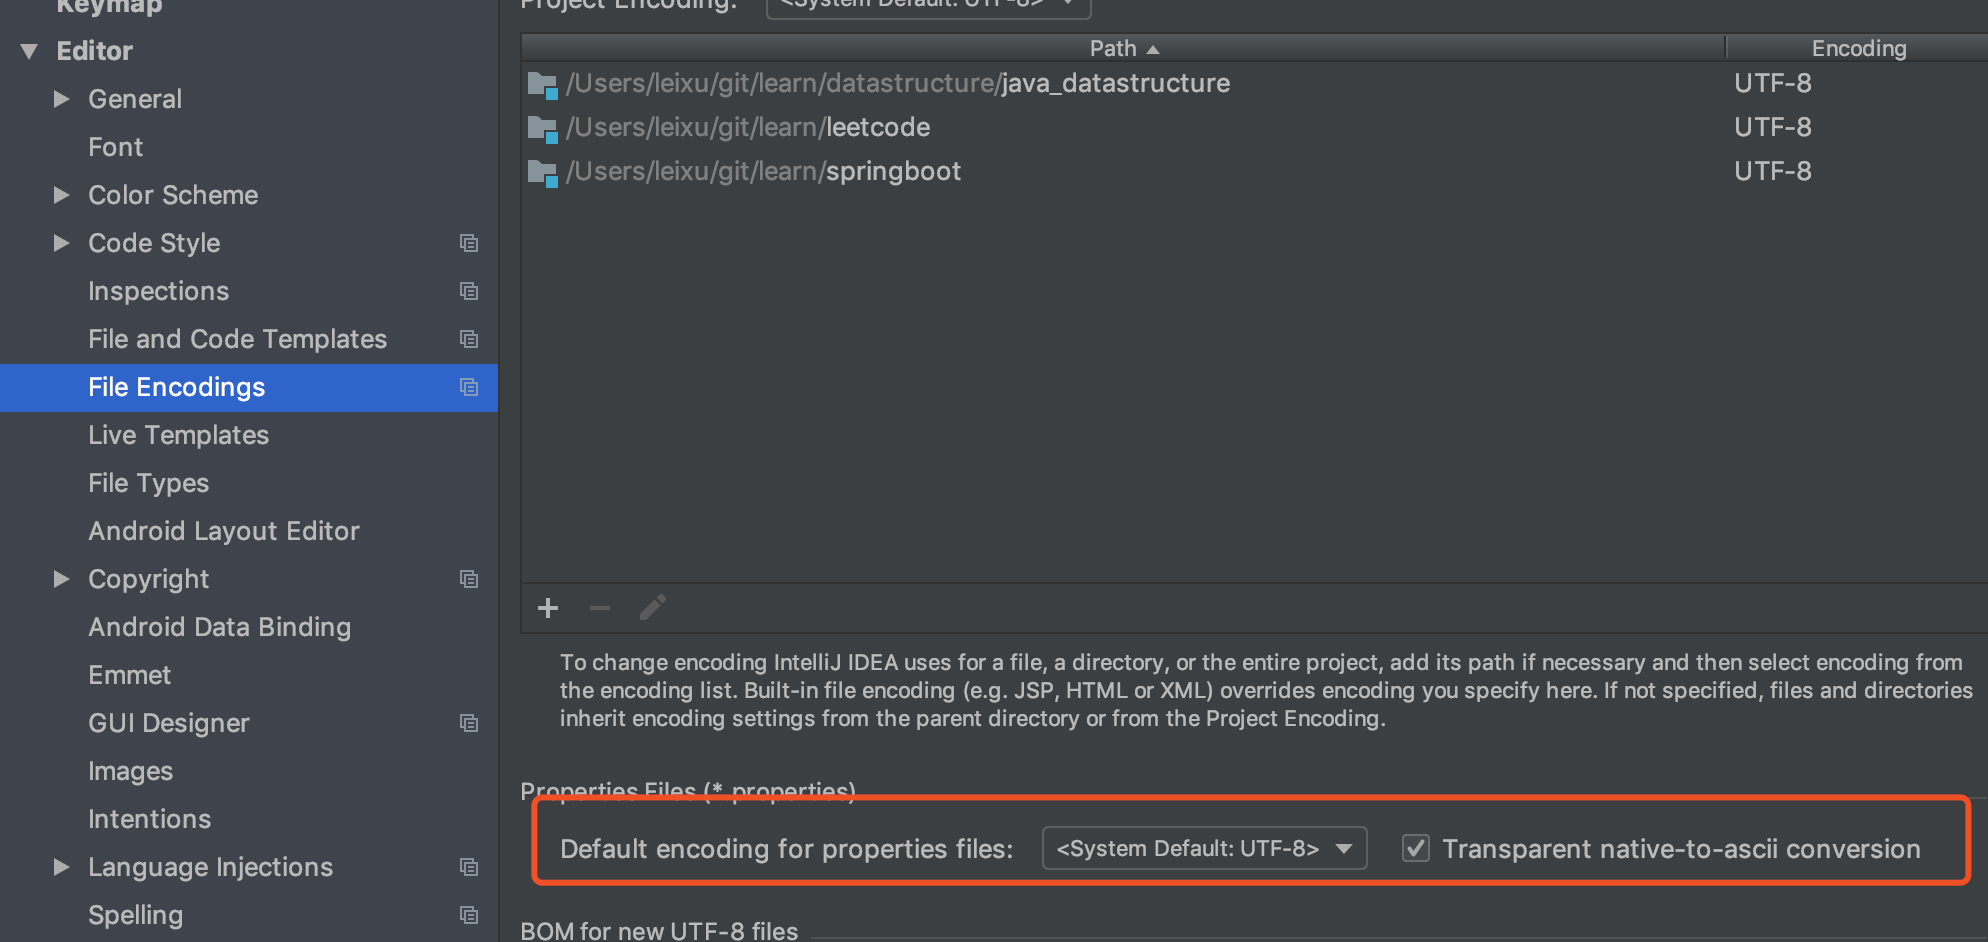 Keymap
Editor
General
Font
Color Scheme
Code Style
Inspections
File and Code Templates
File Encodings
Live Templates
File Types
Android Layout Editor
Copyright
Android Data Binding
Emmet
GUI Designer
Images
Intentions
Language Injections
Spelling
Project Encoding: <System Default: UTF-8>
Path Encoding
/Users/leixu/git/learn/datastructure/java_datastructure UTF-8
/Users/leixu/git/learn/leetcode UTF-8
/Users/leixu/git/learn/springboot UTF-8
To change encoding IntelliJ IDEA uses for a file, a directory, or the entire project, add its path if necessary and then select encoding from
the encoding list. Built-in file encoding (e.g. JSP, HTML or XML) overrides encoding you specify here. If not specified, files and directories
inherit encoding settings from the parent directory or from the Project Encoding.
Properties Files (*.properties)
Default encoding for properties files: <System Default: UTF-8> Transparent native-to-ascii conversion
BOM for new UTF-8 files